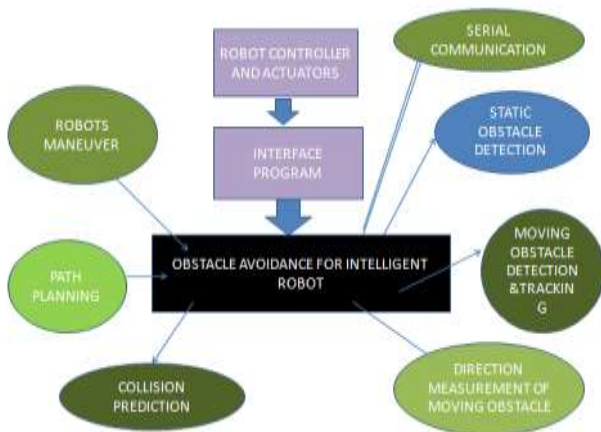 SERIAL
COMMUNICATION
ROBOT CONTROLLER
AND ACTUATORS
STATIC
OBSTACLE
DETECTION
ROBOTS
MANEUVER
INTERFACE
PROGRAM
MOVING
OBSTACLE
DETECTION
&TRACKIN
G
OBSTACLE AVOIDANCE FOR INTELLIGENT
ROBOT
PATH
PLANNING
COLLISION
PREDICTION
DIRECTION
MEASUREMENT OF
MOVING OBSTACLE